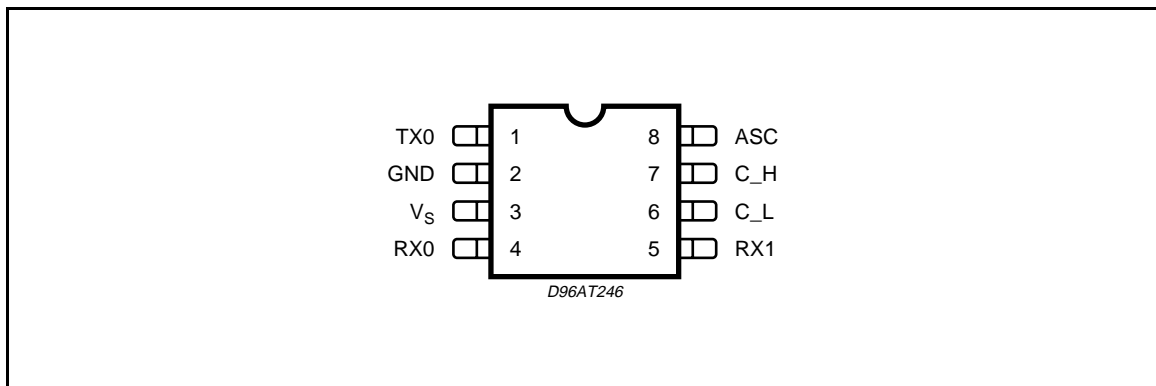 TX0 1 8 ASC
GND 2 7 C_H
VS 3 6 C_L
RX0 4 5 RX1
D96AT246